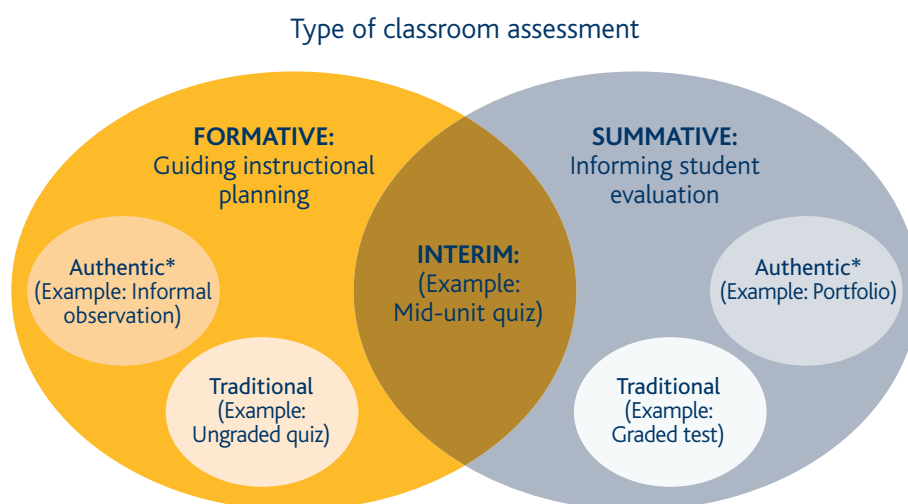 Type of classroom assessment
FORMATIVE:
Guiding instructional
planning
SUMMATIVE:
Informing student
evaluation
Authentic*
(Example: Informal
observation)
INTERIM:
(Example:
Mid-unit quiz)
Authentic*
(Example: Portfolio)
Traditional
(Example:
Ungraded quiz)
Traditional
(Example:
Graded test)